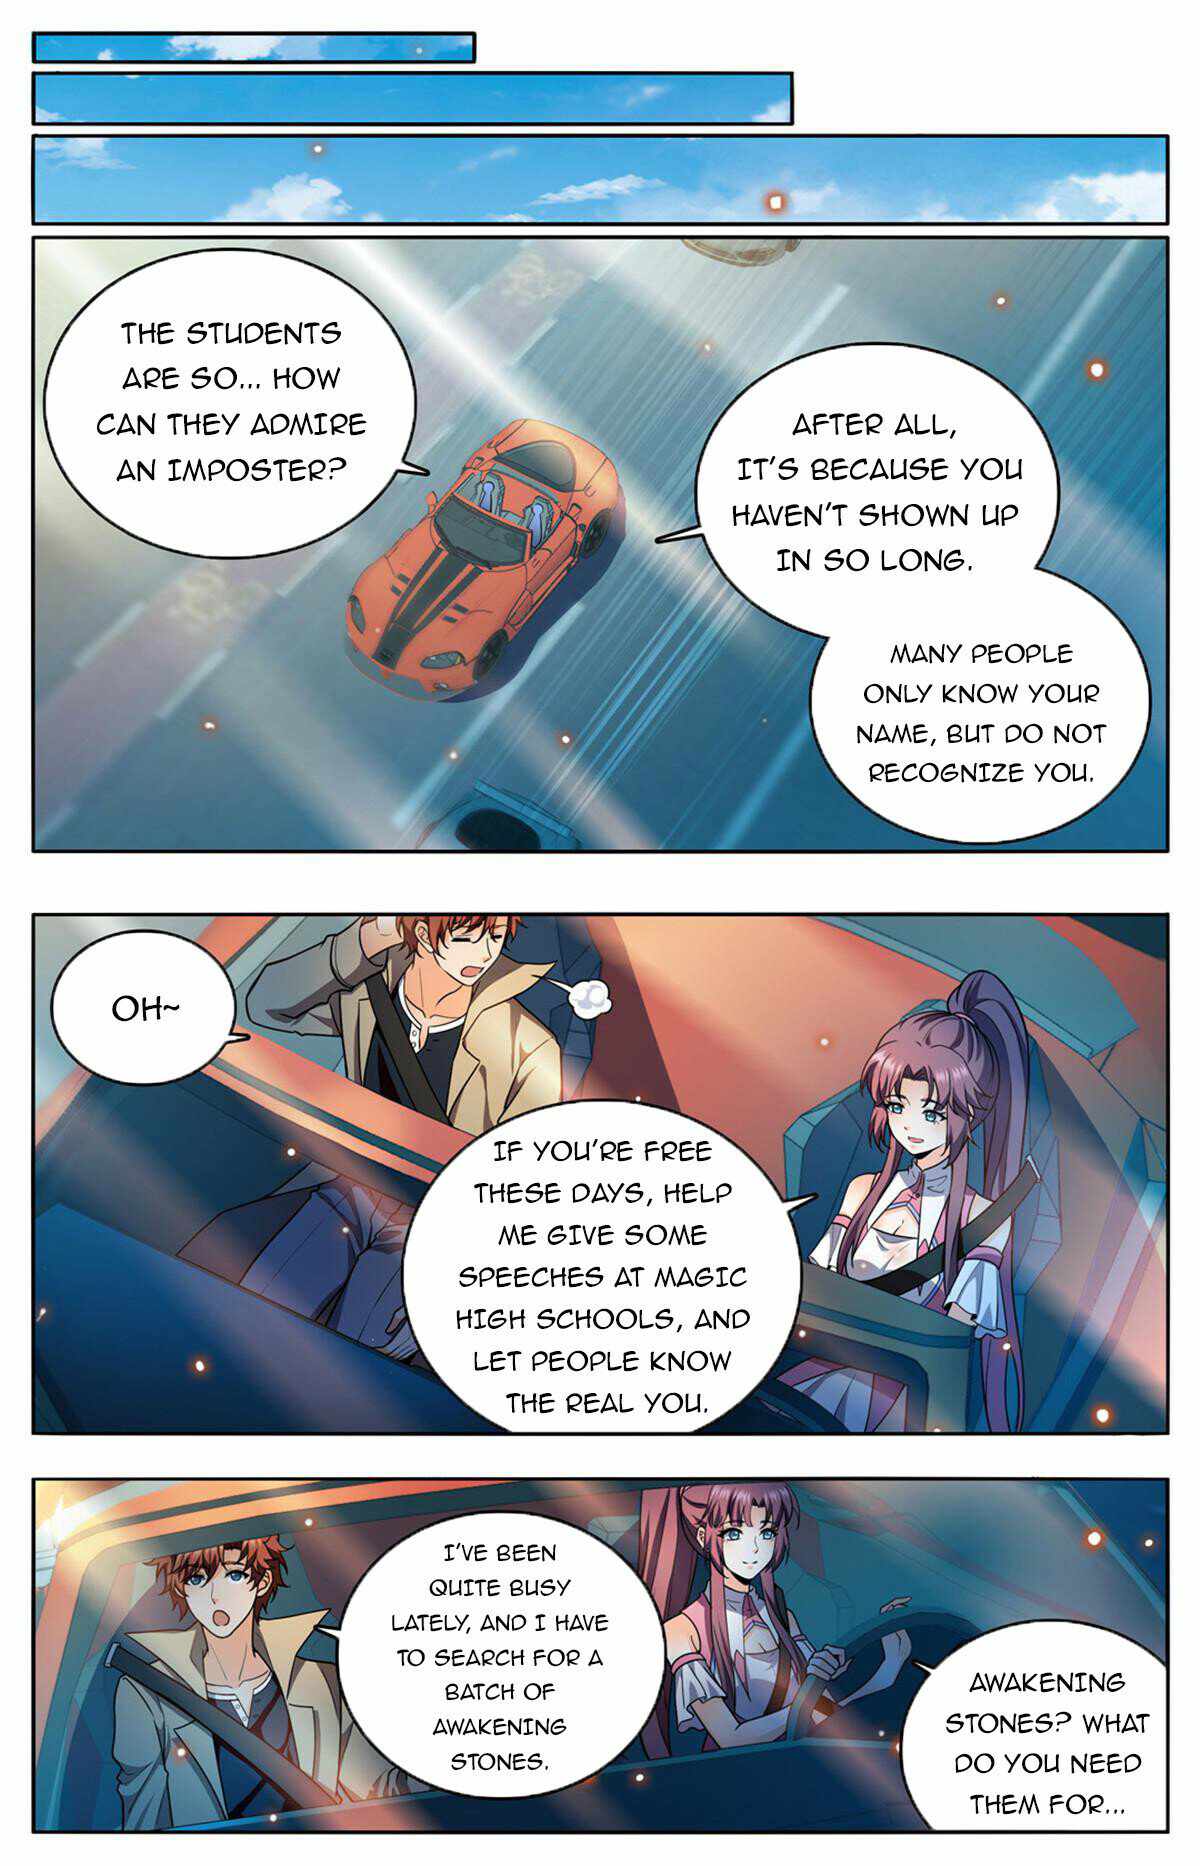 THE STUDENTS
ARE SO... HOW
CAN THEY ADMIRE
AN IMPOSTER?
AFTER ALL,
IT'S BECAUSE YOU
HAVEN'T SHOWN UP
IN SO LONG.
MANY PEOPLE
ONLY KNOW YOUR
NAME, BUT DO NOT
RECOGNIZE YOU.
OH~
IF YOU'RE FREE
THESE DAYS, HELP
ME GIVE SOME
SPEECHES AT MAGIC
HIGH SCHOOLS, AND
LET PEOPLE KNOW
THE REAL YOU.
I'VE BEEN
QUITE BUSY
LATELY, AND I HAVE
TO SEARCH FOR A
BATCH OF
AWAKENING
STONES.
AWAKENING
STONES? WHAT
DO YOU NEED
THEM FOR...